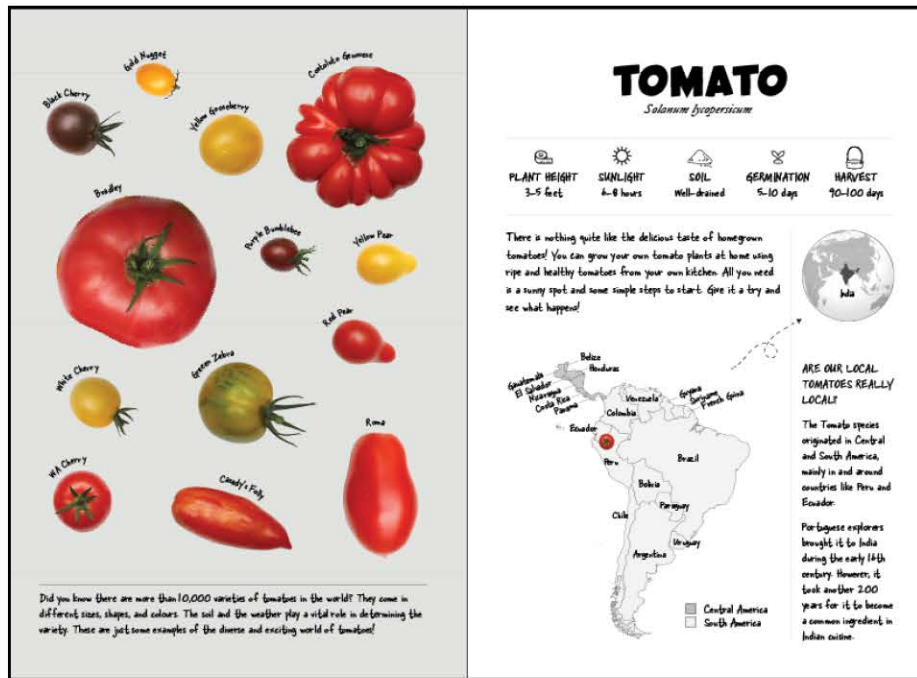 Gold Nugget
Costoluto Genovese
Black Cherry
Yellow Gooseberry
Bradley
Purple Bumblebee
Yellow Pear
Red Pear
White Cherry
Green Zebra
Roma
WA Cherry
Casady's Folly
Did you know there are more than 10,000 varieties of tomatoes in the world? They come in
different sizes, shapes, and colours. The soil and the weather play a vital role in determining the
variety. These are just some examples of the diverse and exciting world of tomatoes!
TOMATO
Solanum lycopersicum
PLANT HEIGHT
3-5 feet
SUNLIGHT
6-8 hours
SOIL
Well-drained
GERMINATION
5-10 days
HARVEST
90-100 days
There is nothing quite like the delicious taste of homegrown
tomatoes! You can grow your own tomato plants at home using
ripe and healthy tomatoes from your own kitchen. All you need
is a sunny spot and some simple steps to start. Give it a try and
see what happens!
India
Belize
Honduras
Guatemala
El Salvador
Nicaragua
Costa Rica
Panama
Venezuela
Guyana
Suriname
French Guina
Colombia
Ecuador
Peru
Brazil
Bolivia
Paraguay
Chile
Uruguay
Argentina
Central America
South America
ARE OUR LOCAL
TOMATOES REALLY
LOCAL?
The Tomato species
originated in Central
and South America,
mainly in and around
countries like Peru and
Ecuador.
Portuguese explorers
brought it to India
during the early 16th
century. However, it
took another 200
years for it to become
a common ingredient in
Indian cuisine.